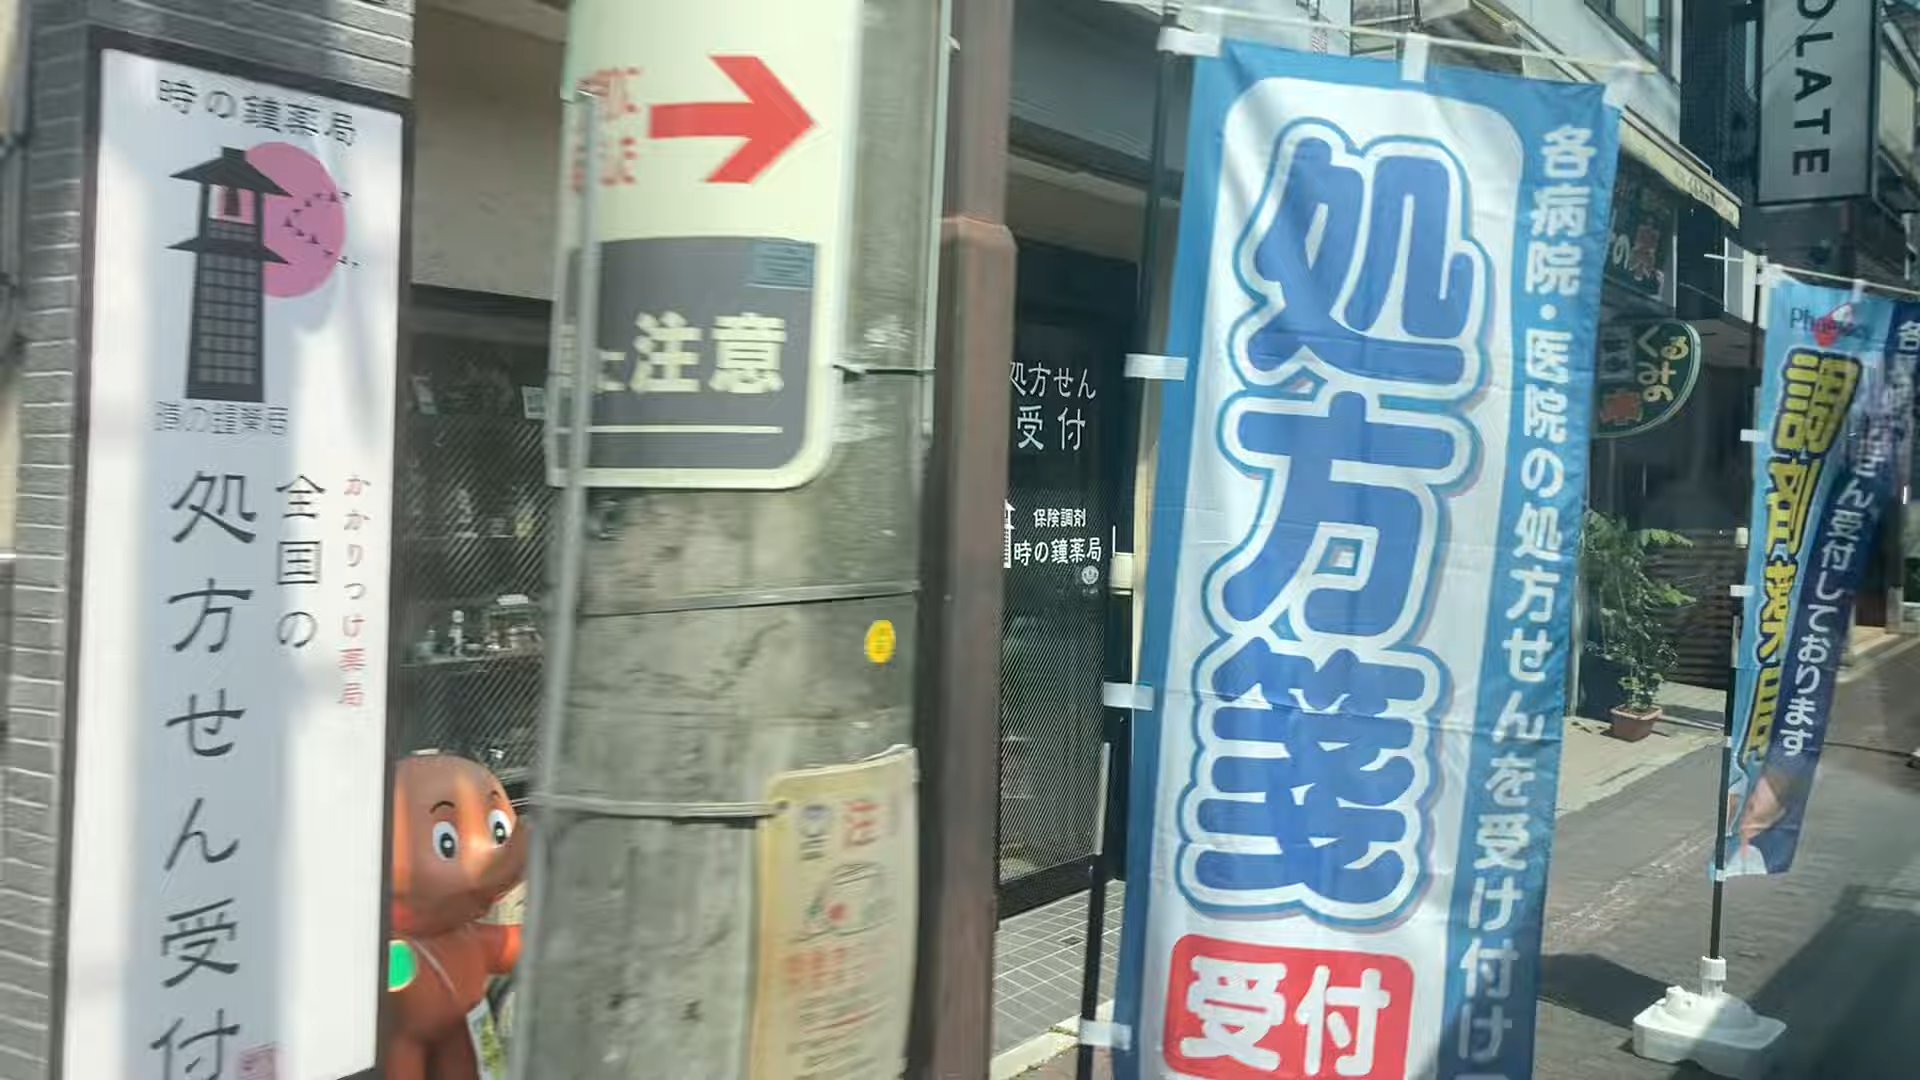 時の鐘薬局
時の鐘薬局
かかりつけ薬局
全国の
処方せん受付
に注意
注
処方せん
受付
保険調剤
時の鐘薬局
処方箋
受付
各病院・医院の処方せんを受け付け
くるみの
OLATE
調剤薬局
せん受付しております